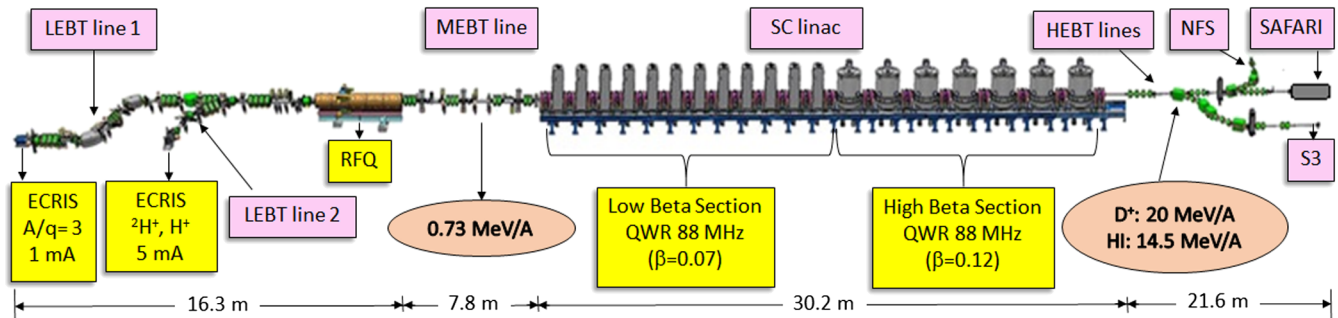 LEBT line 1
MEBT line
SC linac
HEBT lines
NFS
SAFARI
RFQ
S3
ECRIS
A/q= 3
1 mA
ECRIS
²H⁺, H⁺
5 mA
LEBT line 2
0.73 MeV/A
Low Beta Section
QWR 88 MHz
(β=0.07)
High Beta Section
QWR 88 MHz
(β=0.12)
D⁺: 20 MeV/A
HI: 14.5 MeV/A
16.3 m
7.8 m
30.2 m
21.6 m